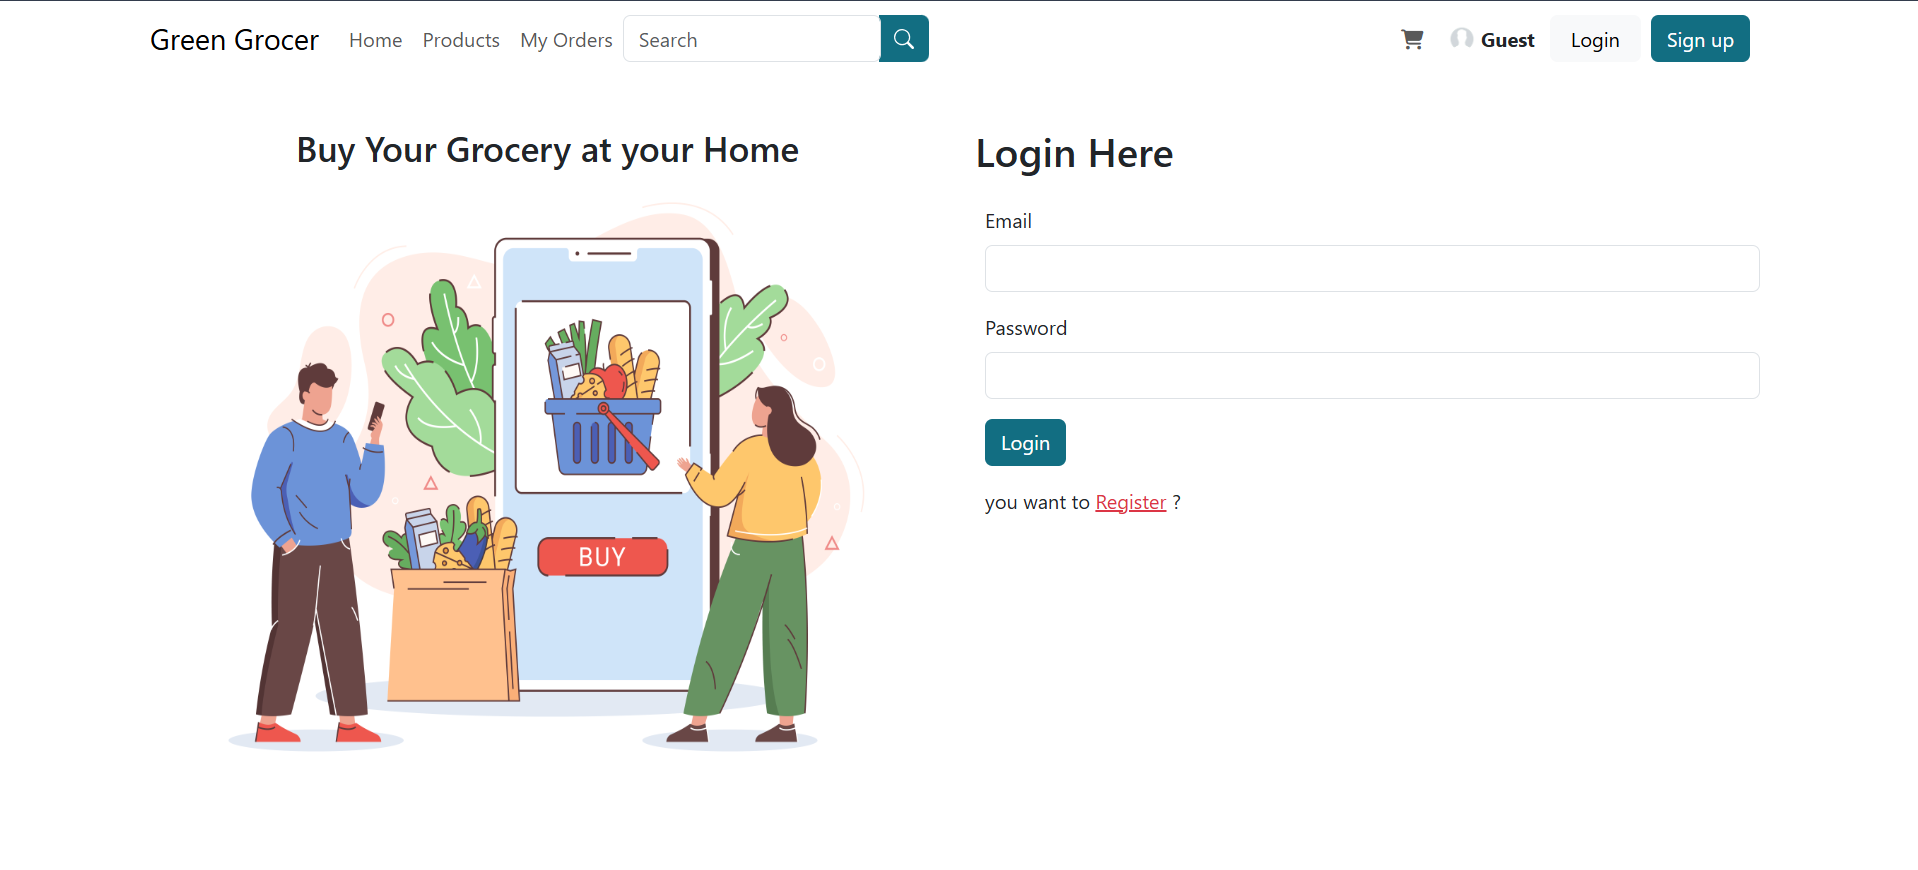 Green Grocer Home Products My Orders Search Guest Login Sign up
Buy Your Grocery at your Home
BUY
Login Here
Email
Password
Login
you want to Register ?